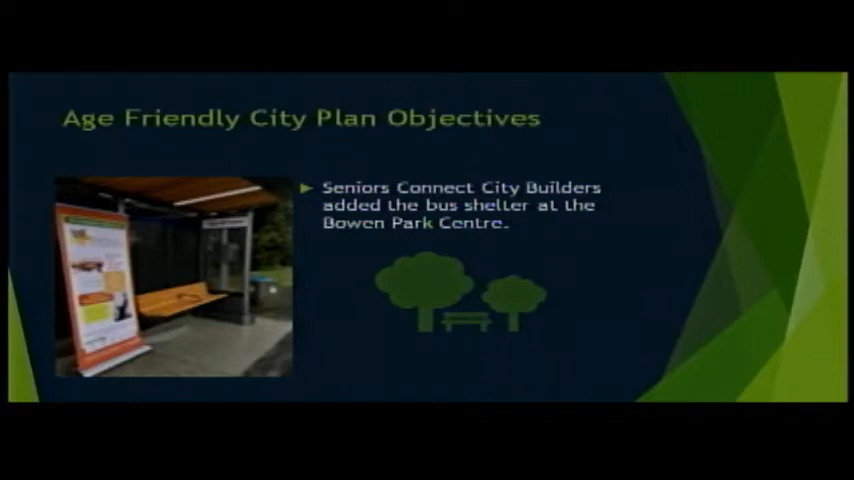 Age Friendly City Plan Objectives
Seniors Connect City Builders
added the bus shelter at the
Bowen Park Centre.